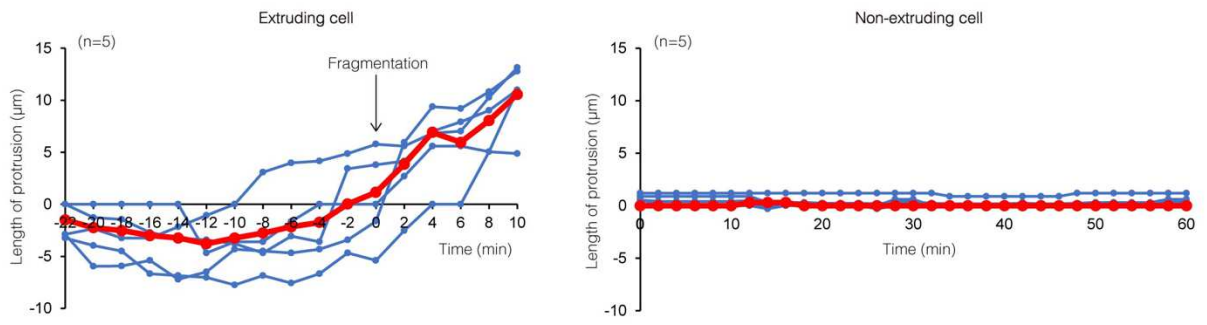 Extruding cell
(n=5)
Fragmentation
15
10
5
0
-5
-10
Length of protrusion (μm)
-22 -20 -18 -16 -14 -12 -10 -8 -6 -4 -2 0 2 4 6 8 10
Time (min)
Non-extruding cell
(n=5)
15
10
5
0
-5
-10
Length of protrusion (μm)
0 10 20 30 40 50 60
Time (min)